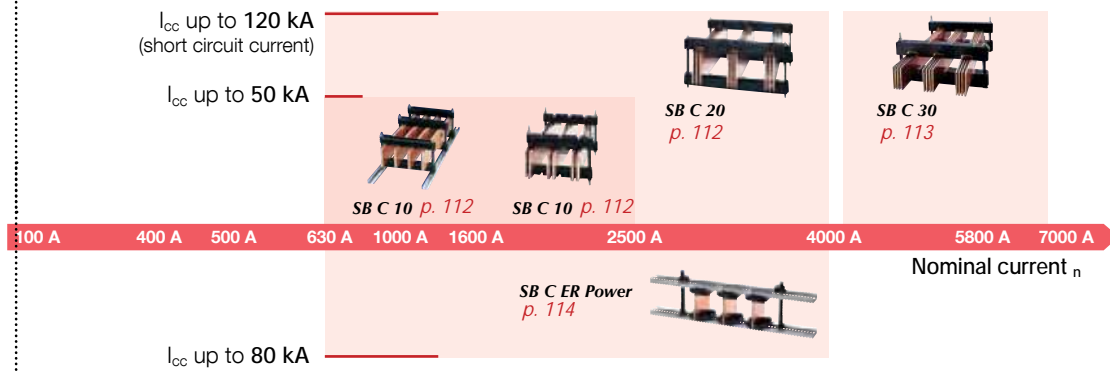 Icc up to 120 kA
(short circuit current)
Icc up to 50 kA
SB C 20
p. 112
SB C 30
p. 113
SB C 10 p. 112
SB C 10 p. 112
100 A 400 A 500 A 630 A 1000 A 1600 A 2500 A 4000 A 5800 A 7000 A
Nominal current n
SB C ER Power
p. 114
Icc up to 80 kA